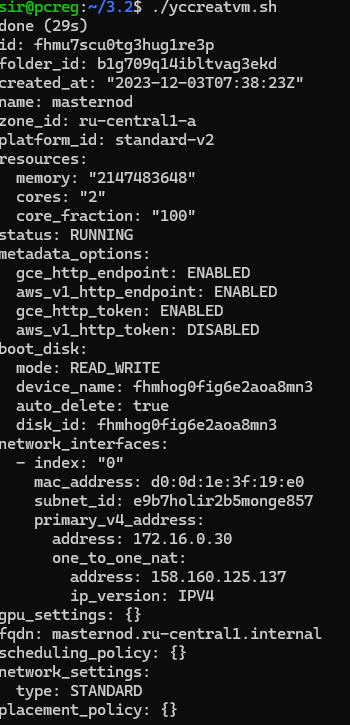 sir@pcreg:~/3.2$ ./yccreatvm.sh
done (29s)
id: fhmu7scu0tg3hug1re3p
folder_id: b1g709q14ibltvag3ekd
created_at: "2023-12-03T07:38:23Z"
name: masternod
zone_id: ru-central1-a
platform_id: standard-v2
resources:
  memory: "2147483648"
  cores: "2"
  core_fraction: "100"
status: RUNNING
metadata_options:
  gce_http_endpoint: ENABLED
  aws_v1_http_endpoint: ENABLED
  gce_http_token: ENABLED
  aws_v1_http_token: DISABLED
boot_disk:
  mode: READ_WRITE
  device_name: fhmhog0fig6e2aoa8mn3
  auto_delete: true
  disk_id: fhmhog0fig6e2aoa8mn3
network_interfaces:
  - index: "0"
    mac_address: d0:0d:1e:3f:19:e0
    subnet_id: e9b7holir2b5monge857
    primary_v4_address:
      address: 172.16.0.30
      one_to_one_nat:
        address: 158.160.125.137
        ip_version: IPV4
gpu_settings: {}
fqdn: masternod.ru-central1.internal
scheduling_policy: {}
network_settings:
  type: STANDARD
placement_policy: {}